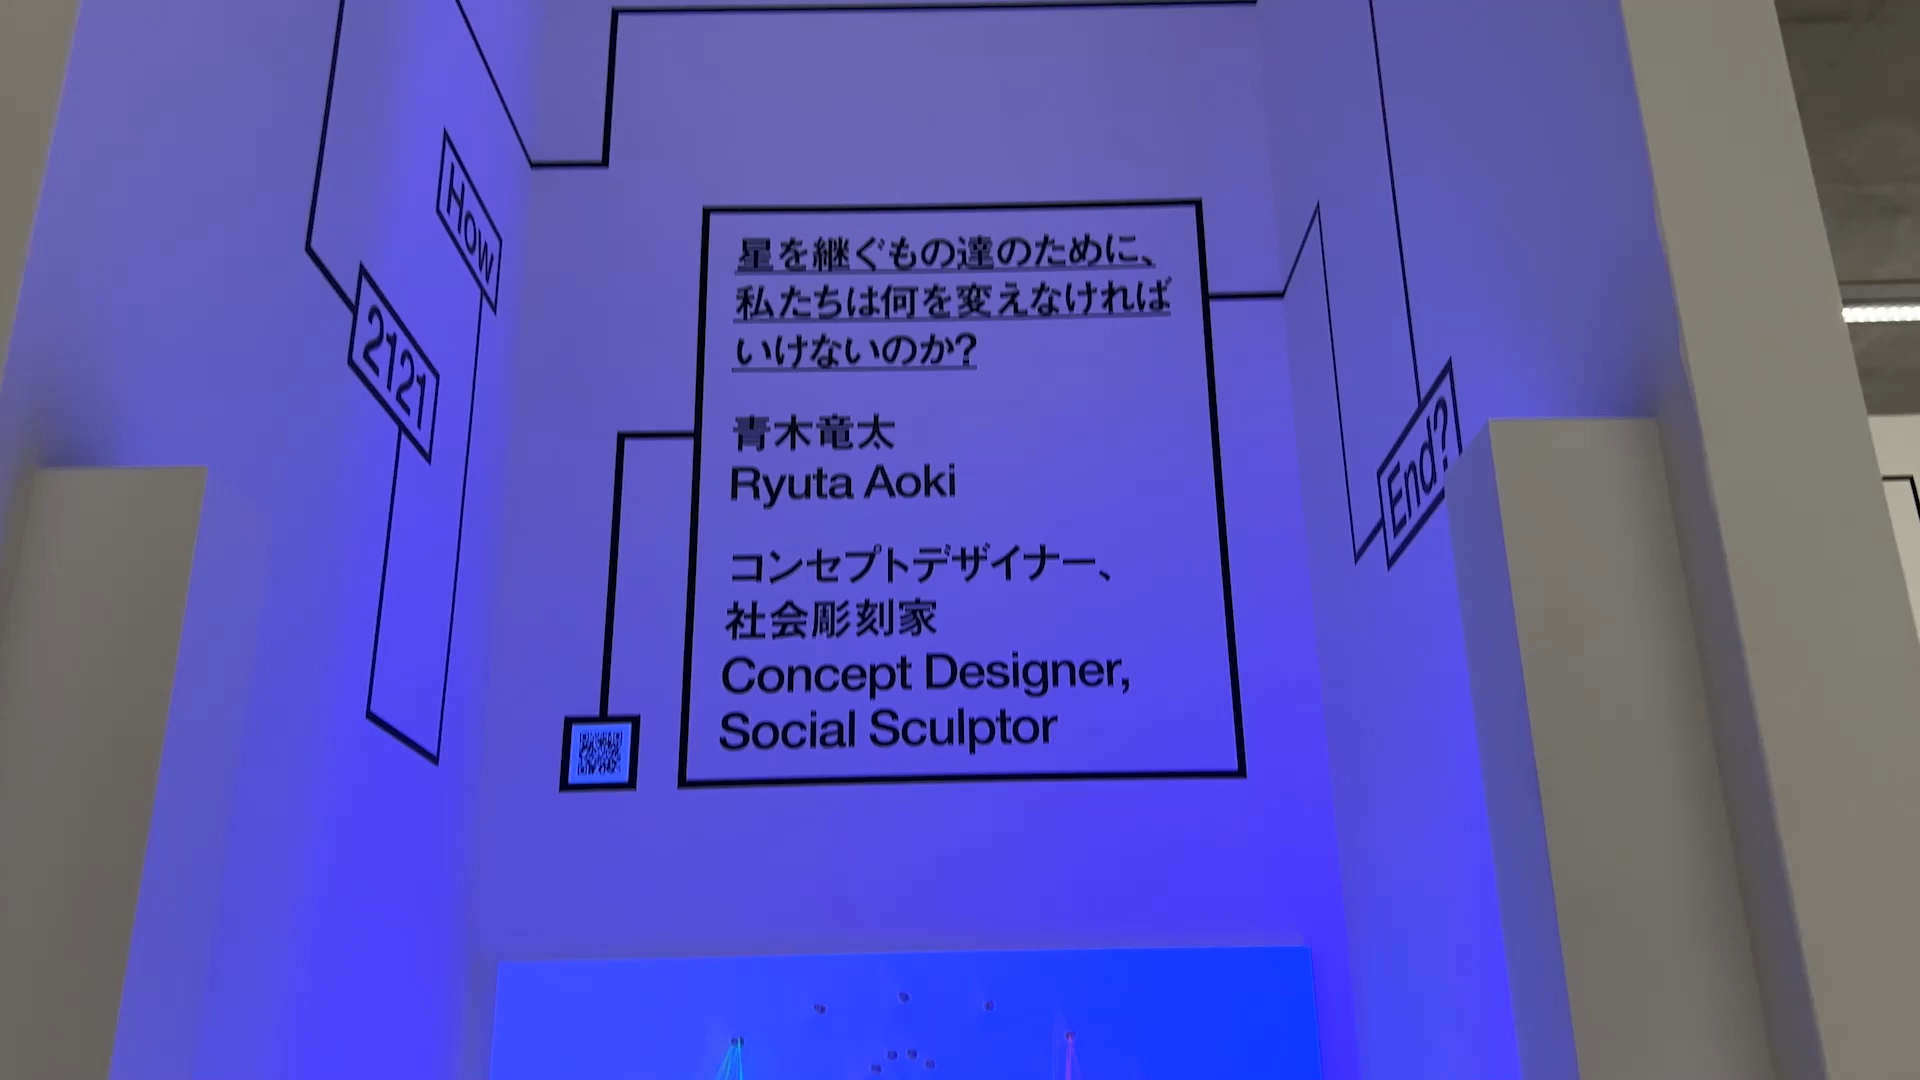 How
2121
星を継ぐもの達のために、
私たちは何を変えなければ
いけないのか?
青木竜太
Ryuta Aoki
コンセプトデザイナー、
社会彫刻家
Concept Designer,
Social Sculptor
End?